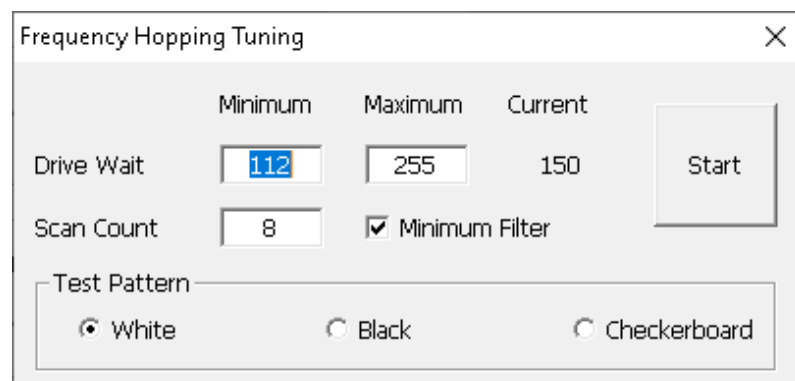 Frequency Hopping Tuning
Minimum Maximum Current
Drive Wait 112 255 150 Start
Scan Count 8 Minimum Filter
Test Pattern
White Black Checkerboard